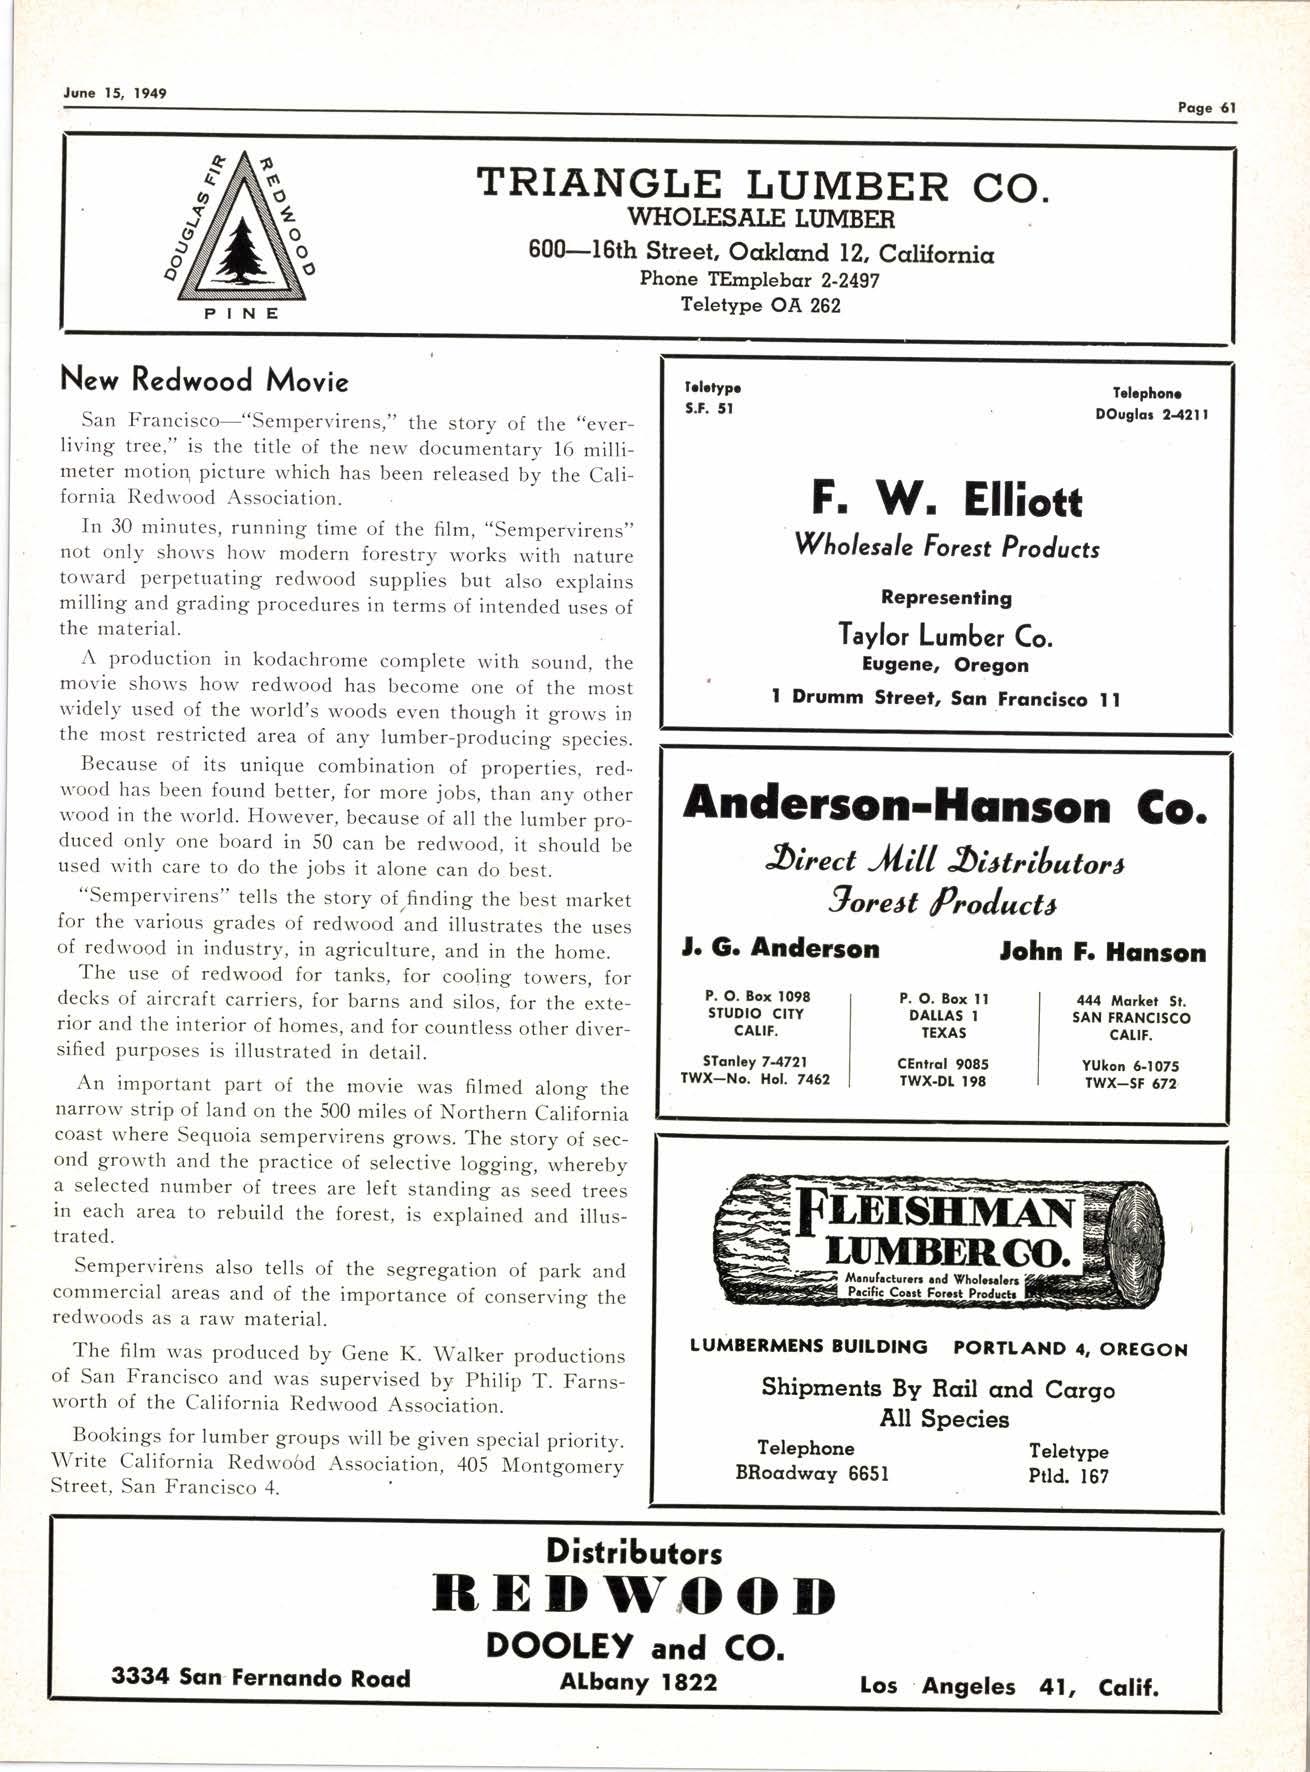 June 15, 1949
Page 61
DOUGLAS FIR
REDWOOD
PINE
TRIANGLE LUMBER CO.
WHOLESALE LUMBER
600—16th Street, Oakland 12, California
Phone TEmplebar 2-2497
Teletype OA 262
New Redwood Movie
San Francisco—“Sempervirens,” the story of the “ever-
living tree,” is the title of the new documentary 16 milli-
meter motion picture which has been released by the Cali-
fornia Redwood Association.
In 30 minutes, running time of the film, “Sempervirens”
not only shows how modern forestry works with nature
toward perpetuating redwood supplies but also explains
milling and grading procedures in terms of intended uses of
the material.
A production in kodachrome complete with sound, the
movie shows how redwood has become one of the most
widely used of the world's woods even though it grows in
the most restricted area of any lumber-producing species.
Because of its unique combination of properties, red-
wood has been found better, for more jobs, than any other
wood in the world. However, because of all the lumber pro-
duced only one board in 50 can be redwood, it should be
used with care to do the jobs it alone can do best.
“Sempervirens” tells the story of finding the best market
for the various grades of redwood and illustrates the uses
of redwood in industry, in agriculture, and in the home.
The use of redwood for tanks, for cooling towers, for
decks of aircraft carriers, for barns and silos, for the exte-
rior and the interior of homes, and for countless other diver-
sified purposes is illustrated in detail.
An important part of the movie was filmed along the
narrow strip of land on the 500 miles of Northern California
coast where Sequoia sempervirens grows. The story of sec-
ond growth and the practice of selective logging, whereby
a selected number of trees are left standing as seed trees
in each area to rebuild the forest, is explained and illus-
trated.
Sempervirens also tells of the segregation of park and
commercial areas and of the importance of conserving the
redwoods as a raw material.
The film was produced by Gene K. Walker productions
of San Francisco and was supervised by Philip T. Farns-
worth of the California Redwood Association.
Bookings for lumber groups will be given special priority.
Write California Redwood Association, 405 Montgomery
Street, San Francisco 4.
Teletype
S.F. 51
Telephone
DOuglas 2-4211
F. W. Elliott
Wholesale Forest Products
Representing
Taylor Lumber Co.
Eugene, Oregon
1 Drumm Street, San Francisco 11
Anderson-Hanson Co.
Direct Mill Distributors
Forest Products
J. G. Anderson
John F. Hanson
P. O. Box 1098
STUDIO CITY
CALIF.
STanley 7-4721
TWX—No. Hol. 7462
P. O. Box 11
DALLAS 1
TEXAS
CEntral 9085
TWX-DL 198
444 Market St.
SAN FRANCISCO
CALIF.
YUkon 6-1075
TWX—SF 672
FLEISHMAN
LUMBER CO.
Manufacturers and Wholesalers
Pacific Coast Forest Products
LUMBERMENS BUILDING PORTLAND 4, OREGON
Shipments By Rail and Cargo
All Species
Telephone
BRoadway 6651
Teletype
Ptld. 167
Distributors
REDWOOD
DOOLEY and CO.
3334 San Fernando Road ALbany 1822 Los Angeles 41, Calif.